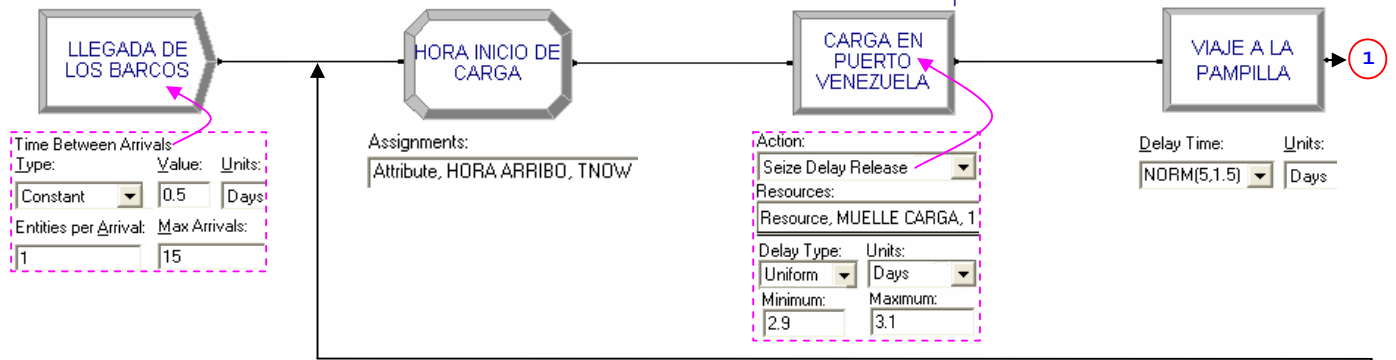 LLEGADA DE
LOS BARCOS
HORA INICIO DE
CARGA
CARGA EN
PUERTO
VENEZUELA
VIAJE A LA
PAMPILLA
1
Time Between Arrivals
Type: Value: Units:
Constant 0.5 Days
Entities per Arrival: Max Arrivals:
1 15
Assignments:
Attribute, HORA ARRIBO, TNOW
Action:
Seize Delay Release
Resources:
Resource, MUELLE CARGA, 1
Delay Type: Units:
Uniform Days
Minimum: Maximum:
2.9 3.1
Delay Time: Units:
NORM(5,1.5) Days